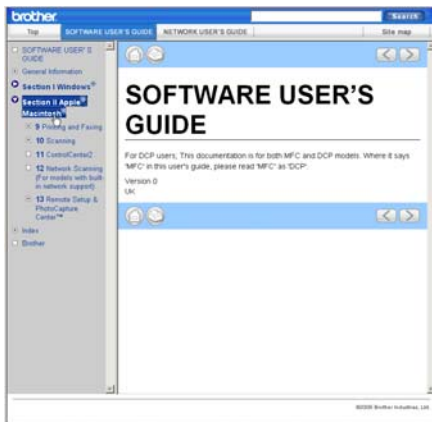 brother
Search
Top
SOFTWARE USER'S GUIDE
NETWORK USER'S GUIDE
Site map
SOFTWARE USER' S
GUIDE
General Information
Section I Windows®
Section II Apple®
Macintosh®
9 Printing and Faxing
10 Scanning
11 ControlCenter2
12 Network Scanning
(For models with built-
in network support)
13 Remote Setup &
PhotoCapture
Center™
Index
Brother
SOFTWARE USER'S
GUIDE
For DCP users; This documentation is for both MFC and DCP models. Where it says
'MFC' in this user's guide, please read 'MFC' as 'DCP'.
Version 0
UK
©2005 Brother Industries, Ltd.